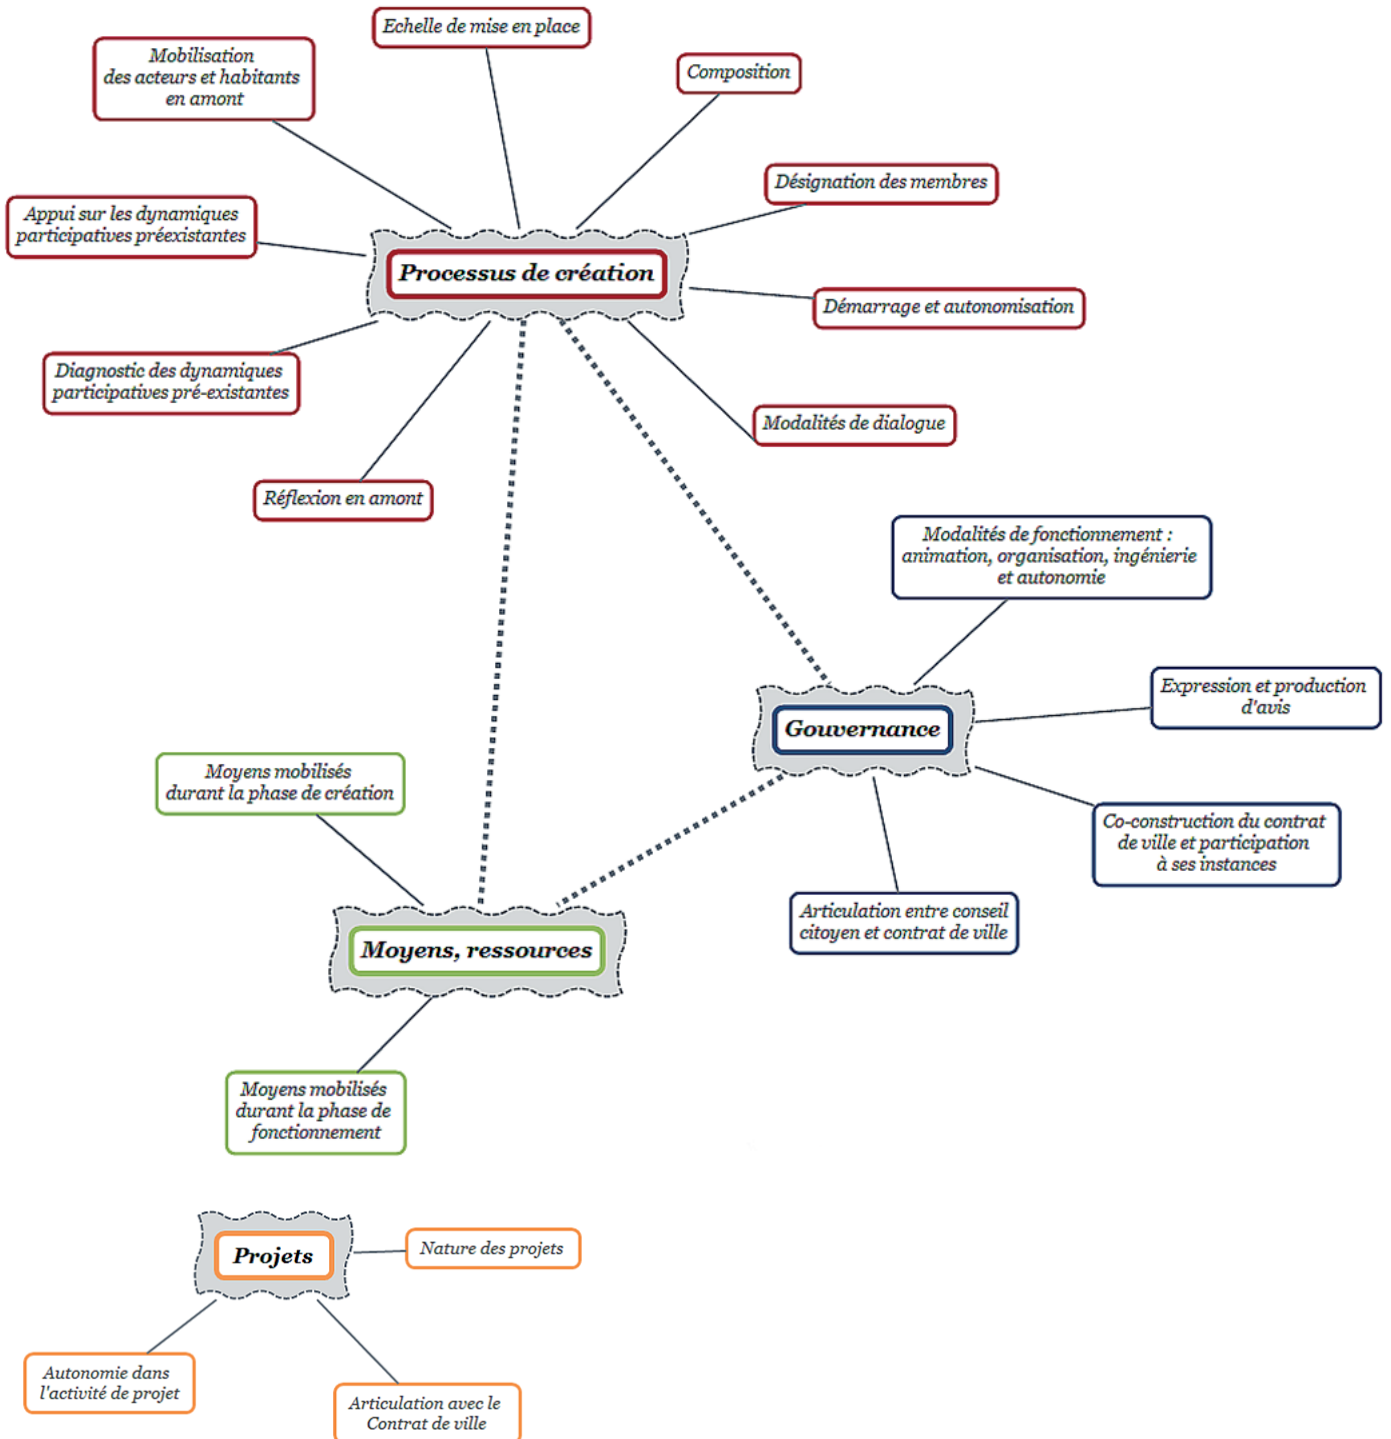 Echelle de mise en place
Mobilisation
des acteurs et habitants
en amont
Composition
Désignation des membres
Appui sur les dynamiques
participatives préexistantes
Processus de création
Démarrage et autonomisation
Diagnostic des dynamiques
participatives pré-existantes
Modalités de dialogue
Réflexion en amont
Modalités de fonctionnement :
animation, organisation, ingénierie
et autonomie
Expression et production
d'avis
Gouvernance
Moyens mobilisés
durant la phase de création
Co-construction du contrat
de ville et participation
à ses instances
Articulation entre conseil
citoyen et contrat de ville
Moyens, ressources
Moyens mobilisés
durant la phase de
fonctionnement
Projets
Nature des projets
Autonomie dans
l'activité de projet
Articulation avec le
Contrat de ville